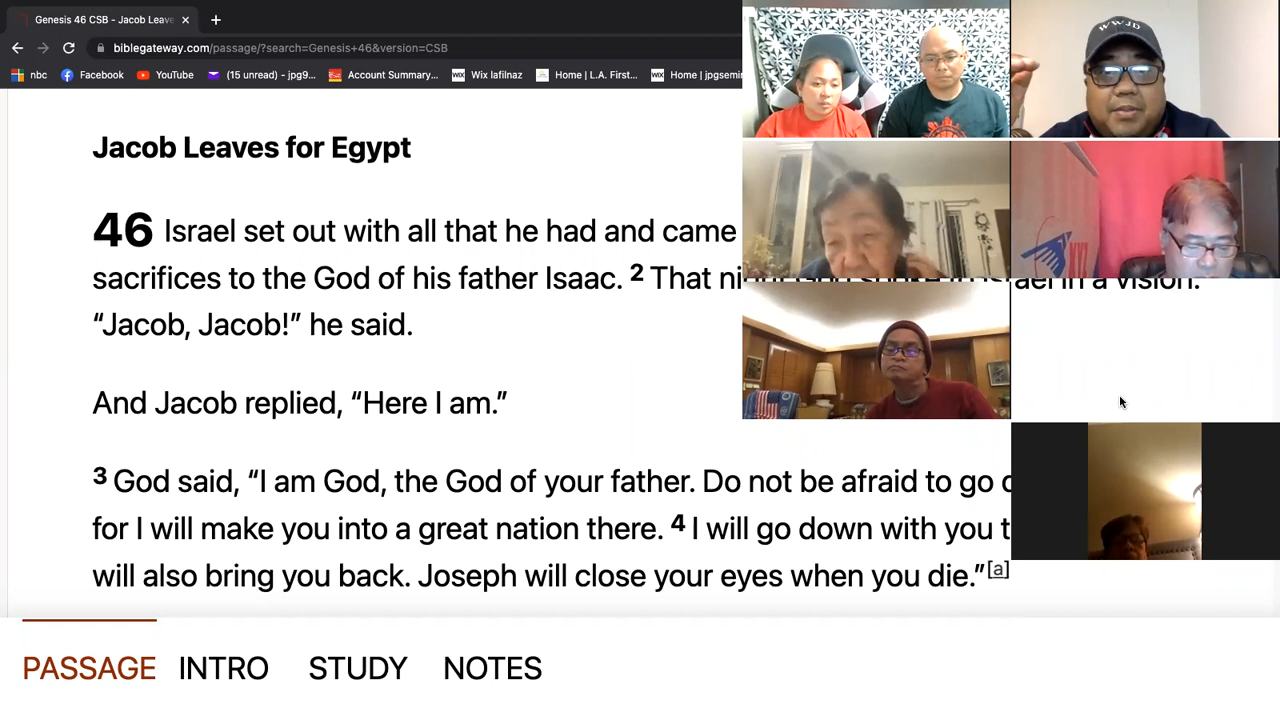 Genesis 46 CSB - Jacob Leave
biblegateway.com/passage/?search=Genesis+46&version=CSB
nbc Facebook YouTube (15 unread) - jpg9... Account Summary... Wix lafilnaz Home | L.A. First... Home | jpgsemi
WWJD
Jacob Leaves for Egypt
46 Israel set out with all that he had and came
sacrifices to the God of his father Isaac. 2 That in a vision:
“Jacob, Jacob!” he said.
And Jacob replied, “Here I am.”
3 God said, “I am God, the God of your father. Do not be afraid to go
for I will make you into a great nation there. 4 I will go down with you
will also bring you back. Joseph will close your eyes when you die.”[a]
PASSAGE INTRO STUDY NOTES